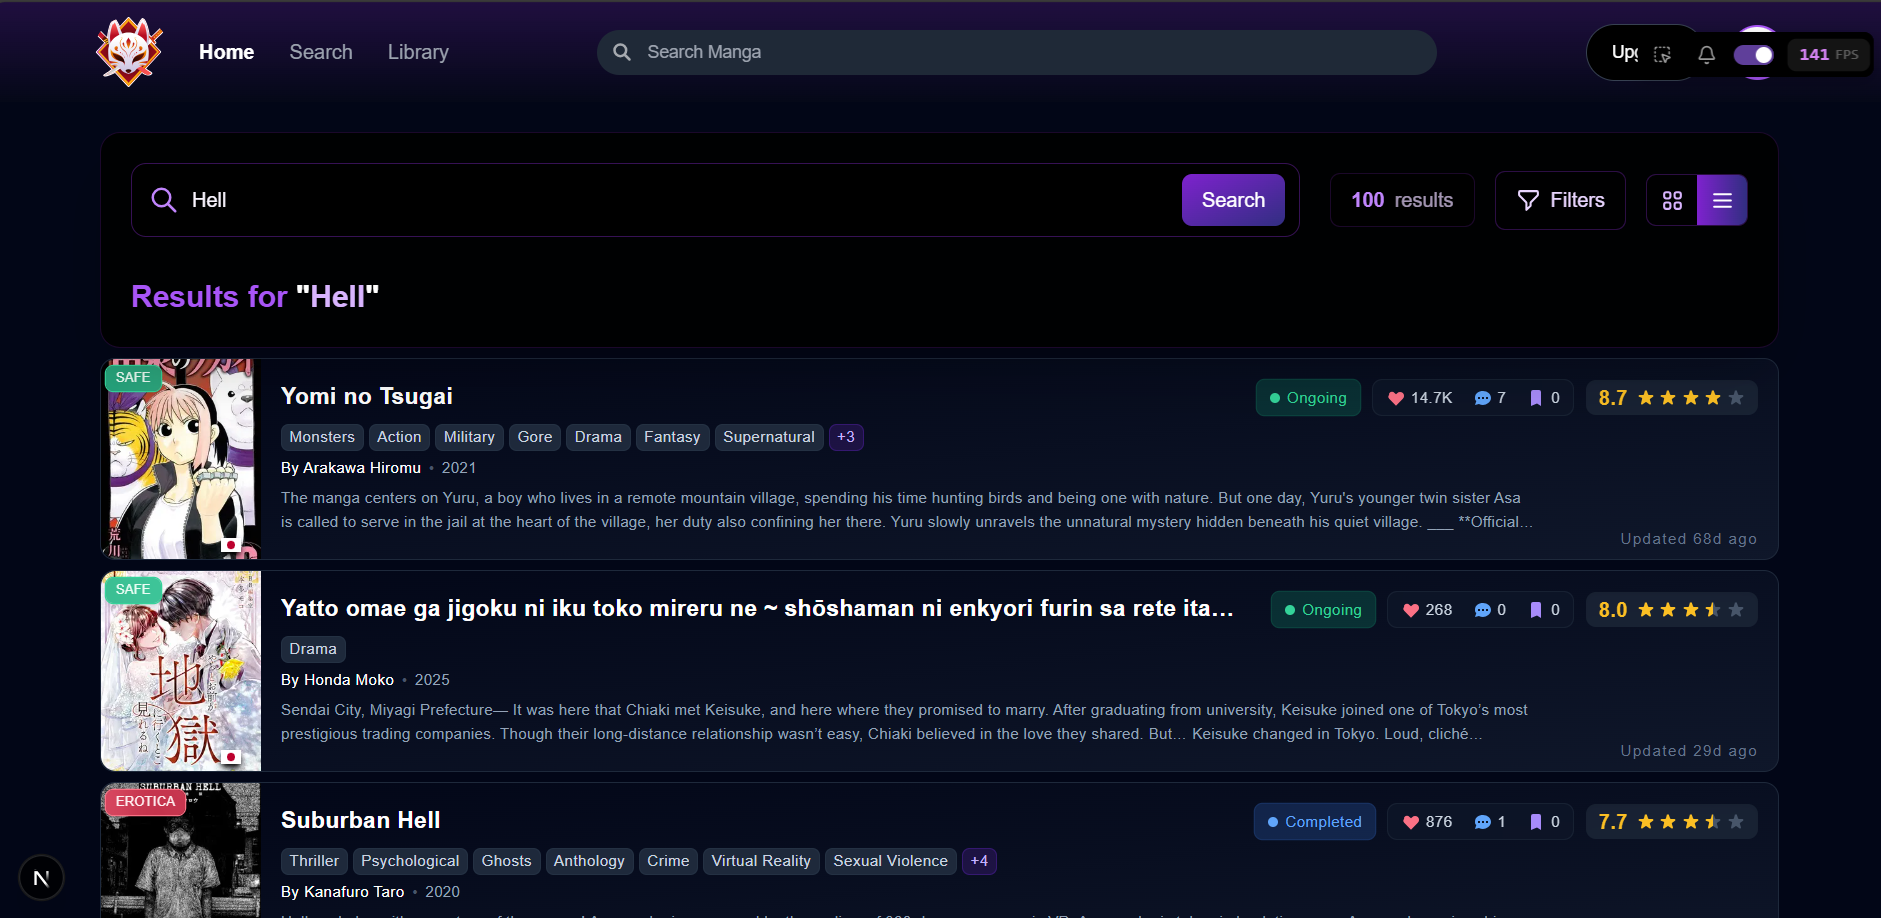 Home
Search
Library
Search Manga
141 FPS
Hell
Search
100 results
Filters
Results for "Hell"
SAFE
Yomi no Tsugai
Ongoing
14.7K
7
0
8.7
Monsters
Action
Military
Gore
Drama
Fantasy
Supernatural
+3
By Arakawa Hiromu • 2021
The manga centers on Yuru, a boy who lives in a remote mountain village, spending his time hunting birds and being one with nature. But one day, Yuru's younger twin sister Asa
is called to serve in the jail at the heart of the village, her duty also confining her there. Yuru slowly unravels the unnatural mystery hidden beneath his quiet village. ___ **Official…
Updated 68d ago
荒川
SAFE
地獄
Yatto omae ga jigoku ni iku toko mireru ne ~ shōshaman ni enkyori furin sa rete ita…
Ongoing
268
0
0
8.0
Drama
By Honda Moko • 2025
Sendai City, Miyagi Prefecture— It was here that Chiaki met Keisuke, and here where they promised to marry. After graduating from university, Keisuke joined one of Tokyo’s most
prestigious trading companies. Though their long-distance relationship wasn’t easy, Chiaki believed in the love they shared. But… Keisuke changed in Tokyo. Loud, cliché…
Updated 29d ago
SUBURBAN HELL
EROTICA
Suburban Hell
Completed
876
1
0
7.7
Thriller
Psychological
Ghosts
Anthology
Crime
Virtual Reality
Sexual Violence
+4
By Kanafuro Taro • 2020
N